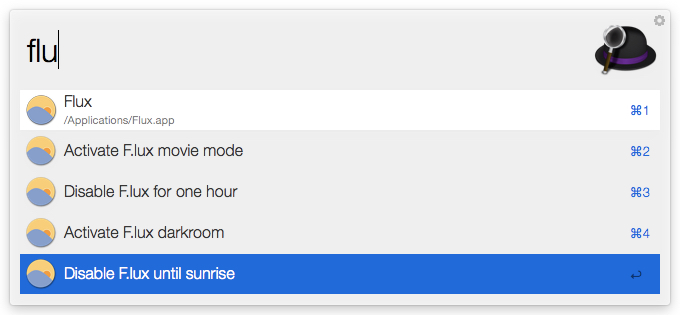 flu
Flux ⌘1
/Applications/Flux.app
Activate F.lux movie mode ⌘2
Disable F.lux for one hour ⌘3
Activate F.lux darkroom ⌘4
Disable F.lux until sunrise ↩